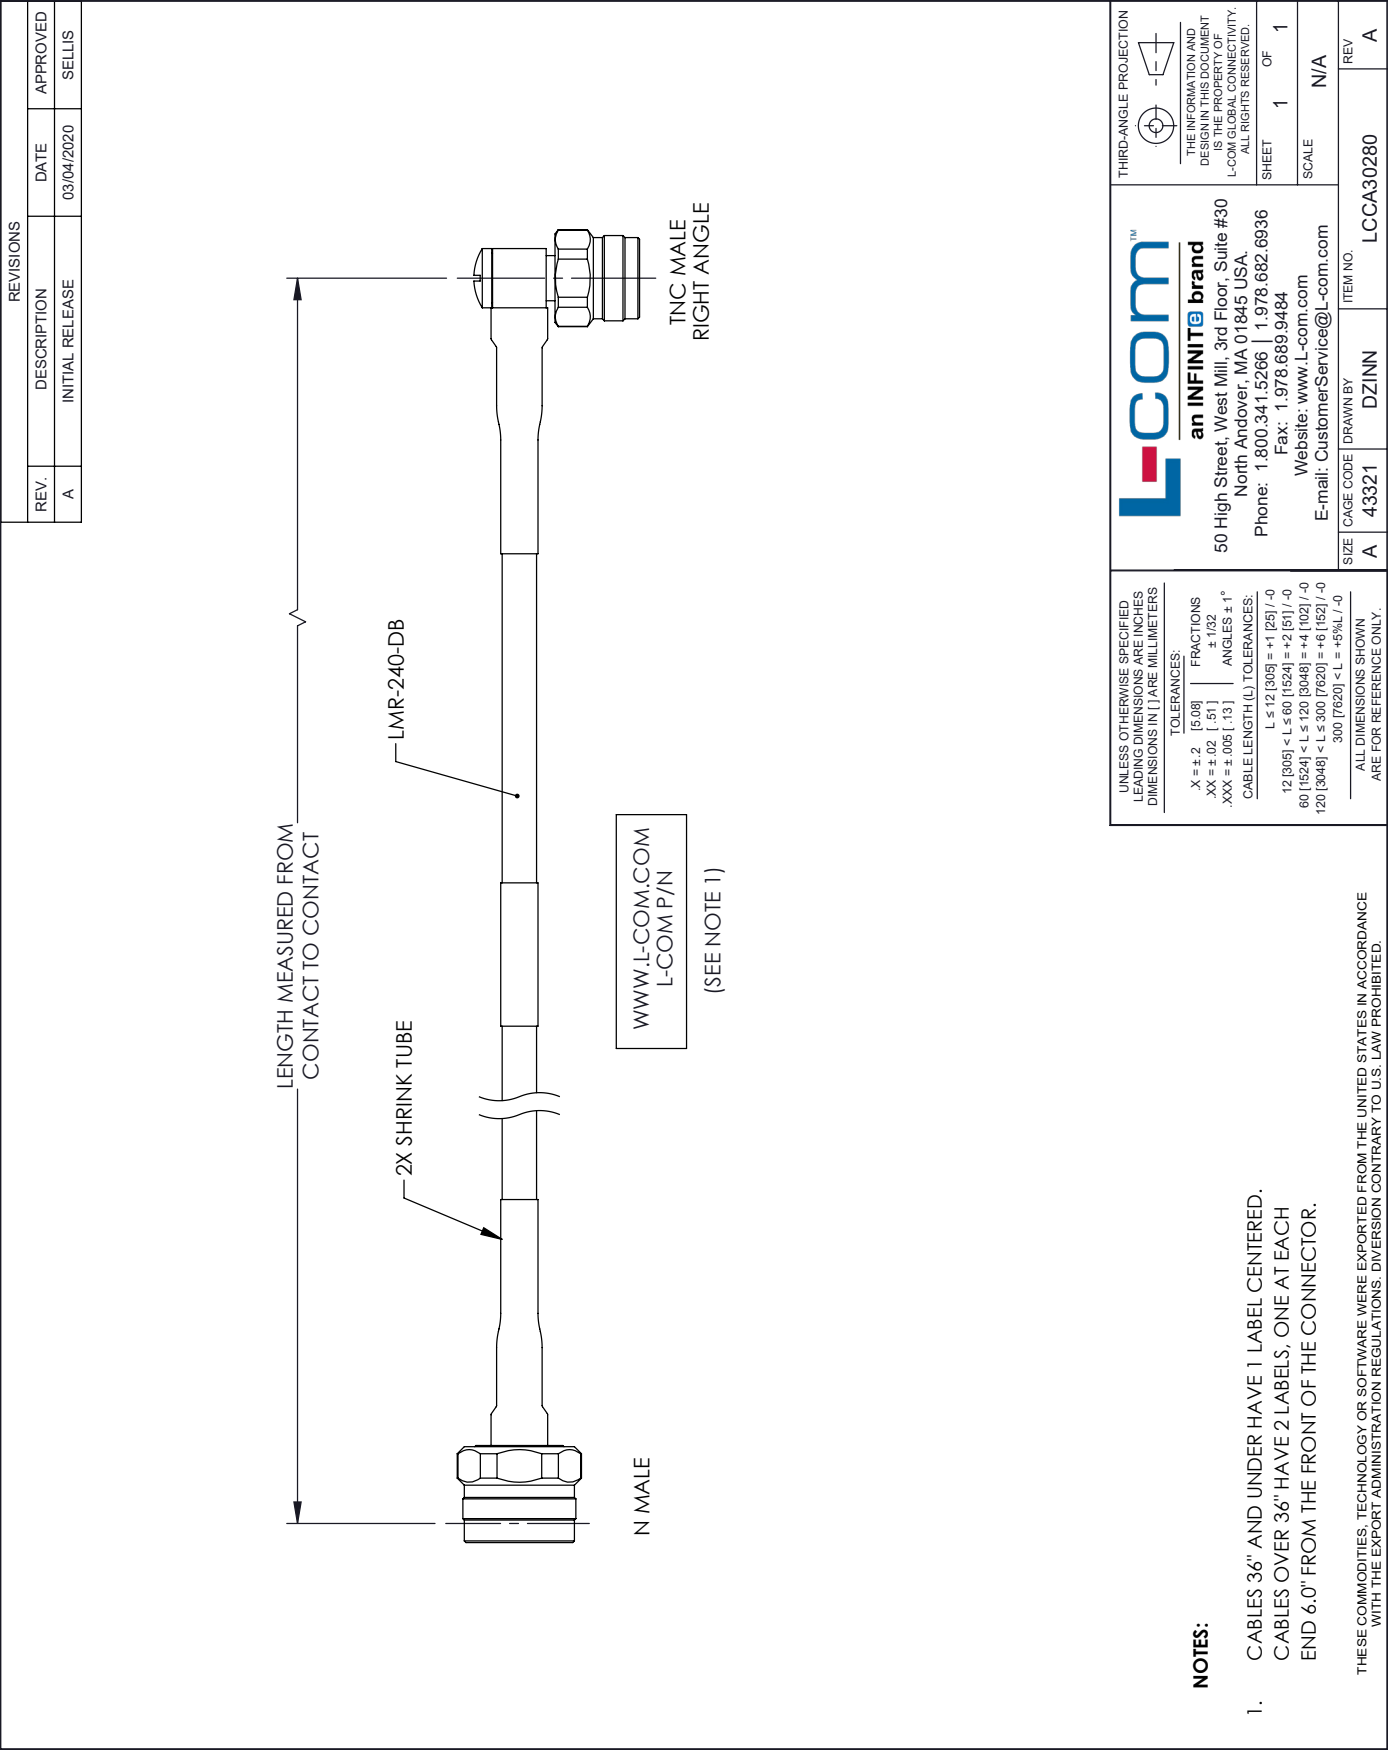 REVISIONS
REV. DESCRIPTION DATE APPROVED
A INITIAL RELEASE 03/04/2020 SELLIS
LENGTH MEASURED FROM
CONTACT TO CONTACT
2X SHRINK TUBE
LMR-240-DB
N MALE
TNC MALE
RIGHT ANGLE
WWW.L-COM.COM
L-COM P/N
(SEE NOTE 1)
NOTES:
1. CABLES 36" AND UNDER HAVE 1 LABEL CENTERED.
CABLES OVER 36" HAVE 2 LABELS, ONE AT EACH
END 6.0" FROM THE FRONT OF THE CONNECTOR.
THESE COMMODITIES, TECHNOLOGY OR SOFTWARE WERE EXPORTED FROM THE UNITED STATES IN ACCORDANCE
WITH THE EXPORT ADMINISTRATION REGULATIONS. DIVERSION CONTRARY TO U.S. LAW PROHIBITED.
UNLESS OTHERWISE SPECIFIED
LEADING DIMENSIONS ARE INCHES
DIMENSIONS IN [ ] ARE MILLIMETERS
TOLERANCES:
.X = ± .2 [5.08] FRACTIONS
.XX = ± .02 [ .51 ] ± 1/32
.XXX = ± .005 [ .13 ] ANGLES ± 1°
CABLE LENGTH (L) TOLERANCES:
L ≤ 12 [305] = +1 [25] / -0
12 [305] < L ≤ 60 [1524] = +2 [51] / -0
60 [1524] < L ≤ 120 [3048] = +4 [102] / -0
120 [3048] < L ≤ 300 [7620] = +6 [152] / -0
300 [7620] < L = +5%L / -0
ALL DIMENSIONS SHOWN
ARE FOR REFERENCE ONLY.
L-com™
an INFINITe brand
50 High Street, West Mill, 3rd Floor, Suite #30
North Andover, MA 01845 USA.
Phone: 1.800.341.5266 | 1.978.682.6936
Fax: 1.978.689.9484
Website: www.L-com.com
E-mail: CustomerService@L-com.com
THIRD-ANGLE PROJECTION
THE INFORMATION AND
DESIGN IN THIS DOCUMENT
IS THE PROPERTY OF
L-COM GLOBAL CONNECTIVITY.
ALL RIGHTS RESERVED.
SHEET 1 OF 1
SCALE N/A
SIZE CAGE CODE DRAWN BY ITEM NO. REV
A 43321 DZINN LCCA30280 A